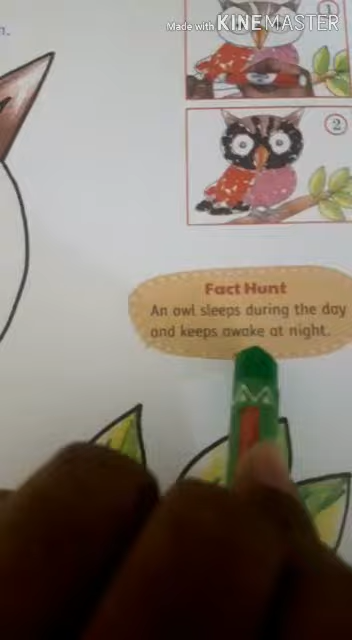 n.
Made with KINEMASTER
1
2
Fact Hunt
An owl sleeps during the day
and keeps awake at night.